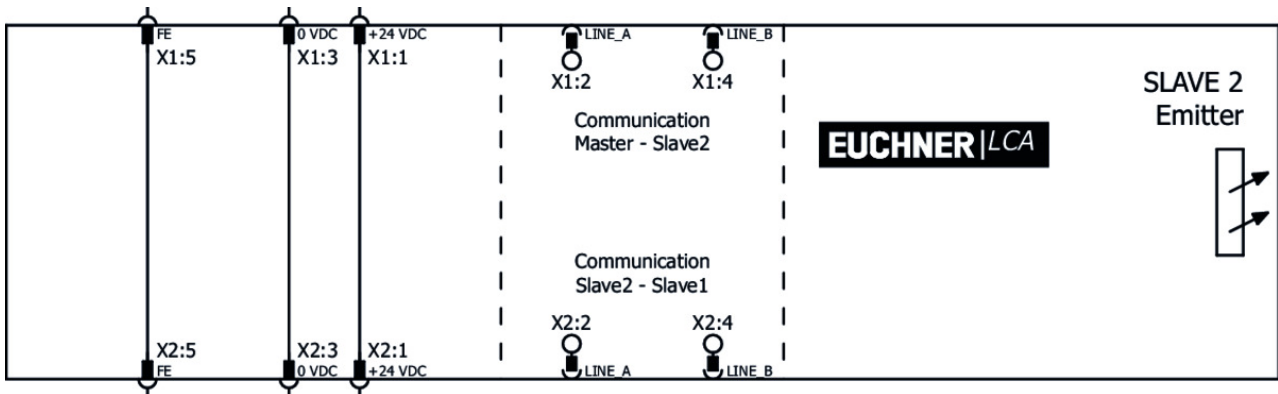 FE
0 VDC
+24 VDC
LINE_A
LINE_B
X1:5
X1:3
X1:1
X1:2
X1:4
Communication
Master - Slave2
EUCHNER|LCA
SLAVE 2
Emitter
Communication
Slave2 - Slave1
X2:2
X2:4
X2:5
X2:3
X2:1
FE
0 VDC
+24 VDC
LINE_A
LINE_B